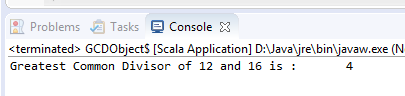 Problems Tasks Console
<terminated> GCDObject$ [Scala Application] D:\Java\jre\bin\javaw.exe (N
Greatest Common Divisor of 12 and 16 is : 4